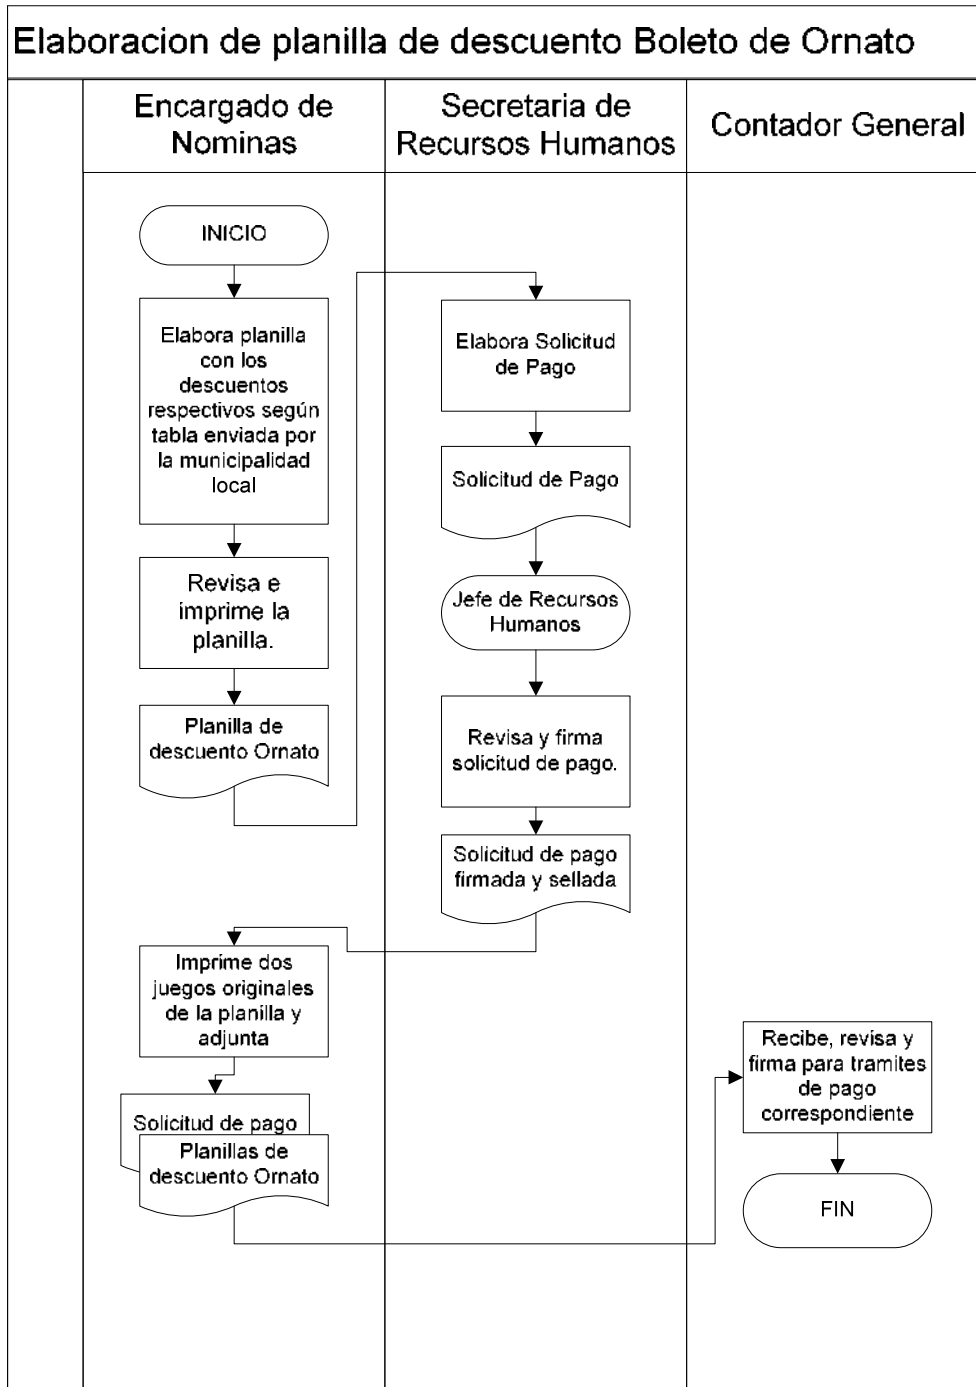 Elaboracion de planilla de descuento Boleto de Ornato
Encargado de
Nominas
Secretaria de
Recursos Humanos
Contador General
INICIO
Elabora planilla
con los
descuentos
respectivos según
tabla enviada por
la municipalidad
local
Revisa e
imprime la
planilla.
Planilla de
descuento Ornato
Elabora Solicitud
de Pago
Solicitud de Pago
Jefe de Recursos
Humanos
Revisa y firma
solicitud de pago.
Solicitud de pago
firmada y sellada
Imprime dos
juegos originales
de la planilla y
adjunta
Solicitud de pago
Planillas de
descuento Ornato
Recibe, revisa y
firma para tramites
de pago
correspondiente
FIN